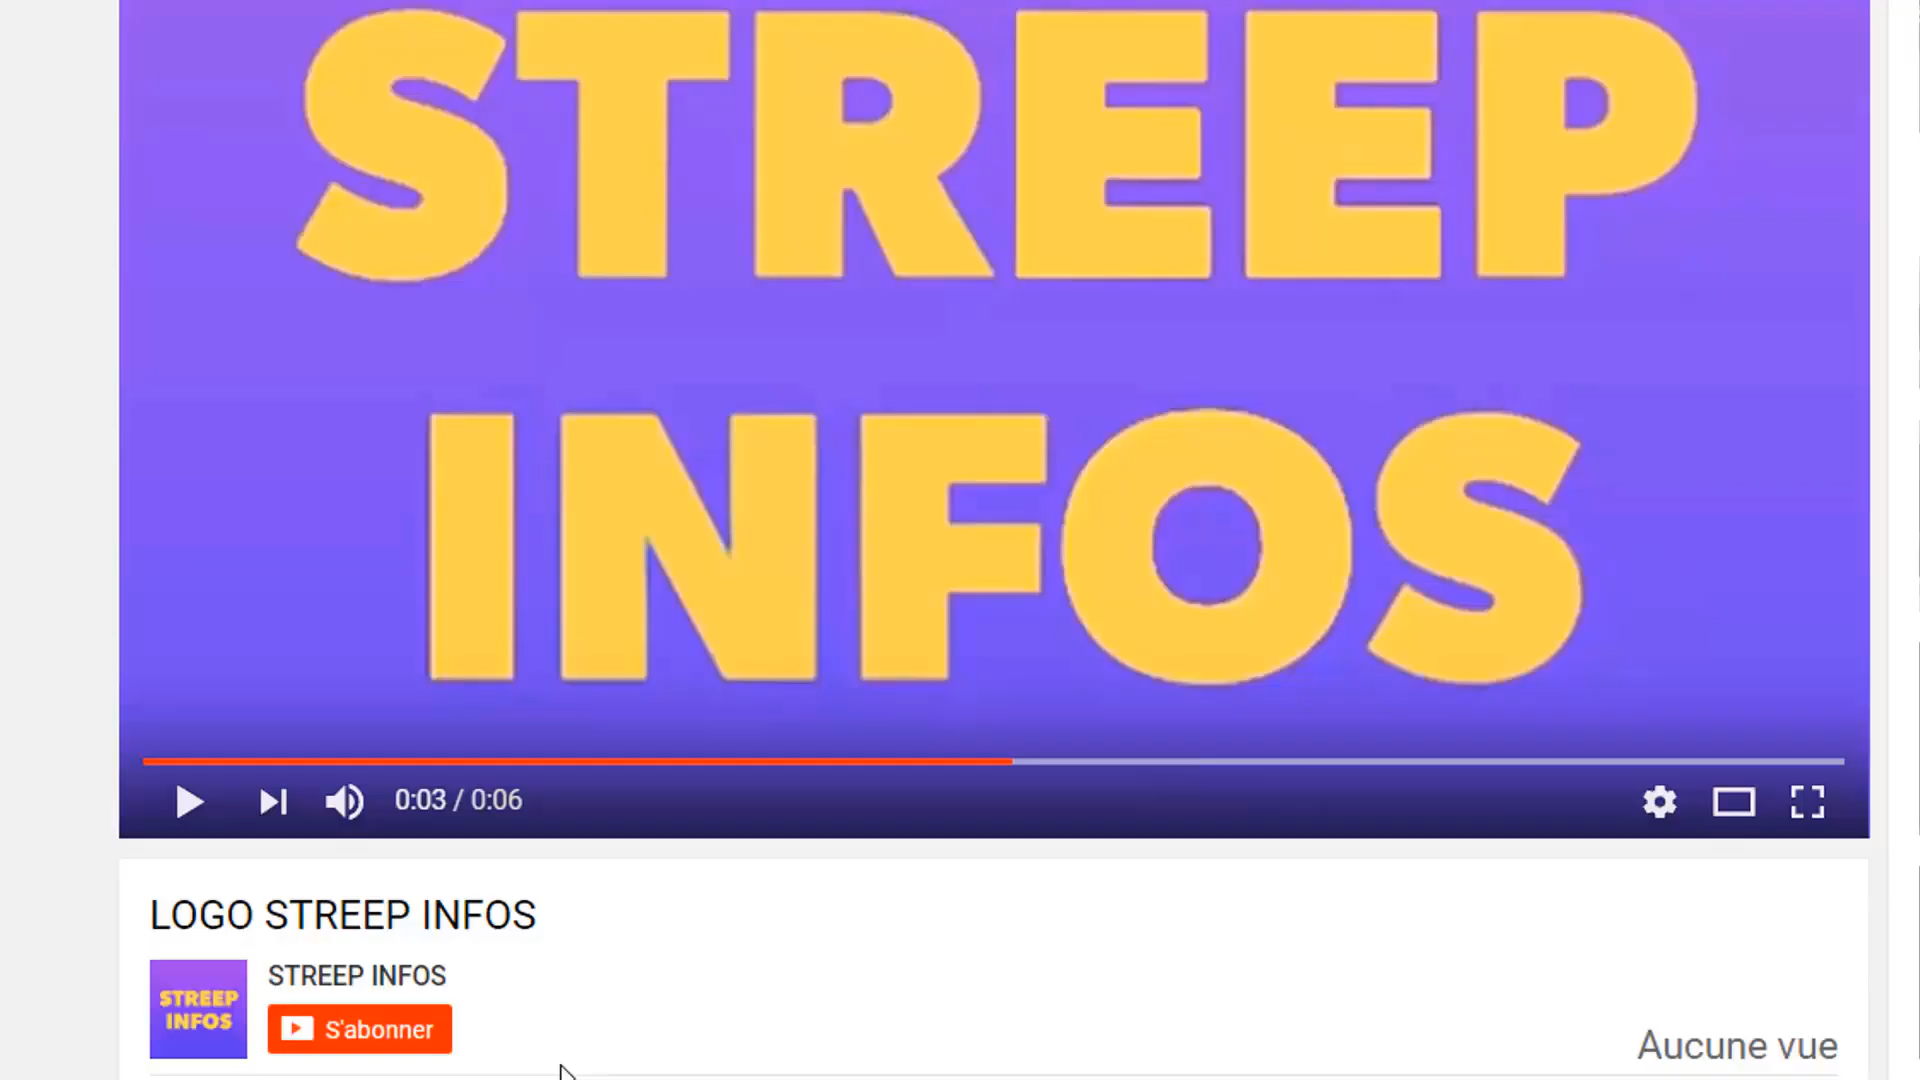 STREEP
INFOS
0:03 / 0:06
LOGO STREEP INFOS
STREEP INFOS
STREEP
INFOS
S'abonner
Aucune vue